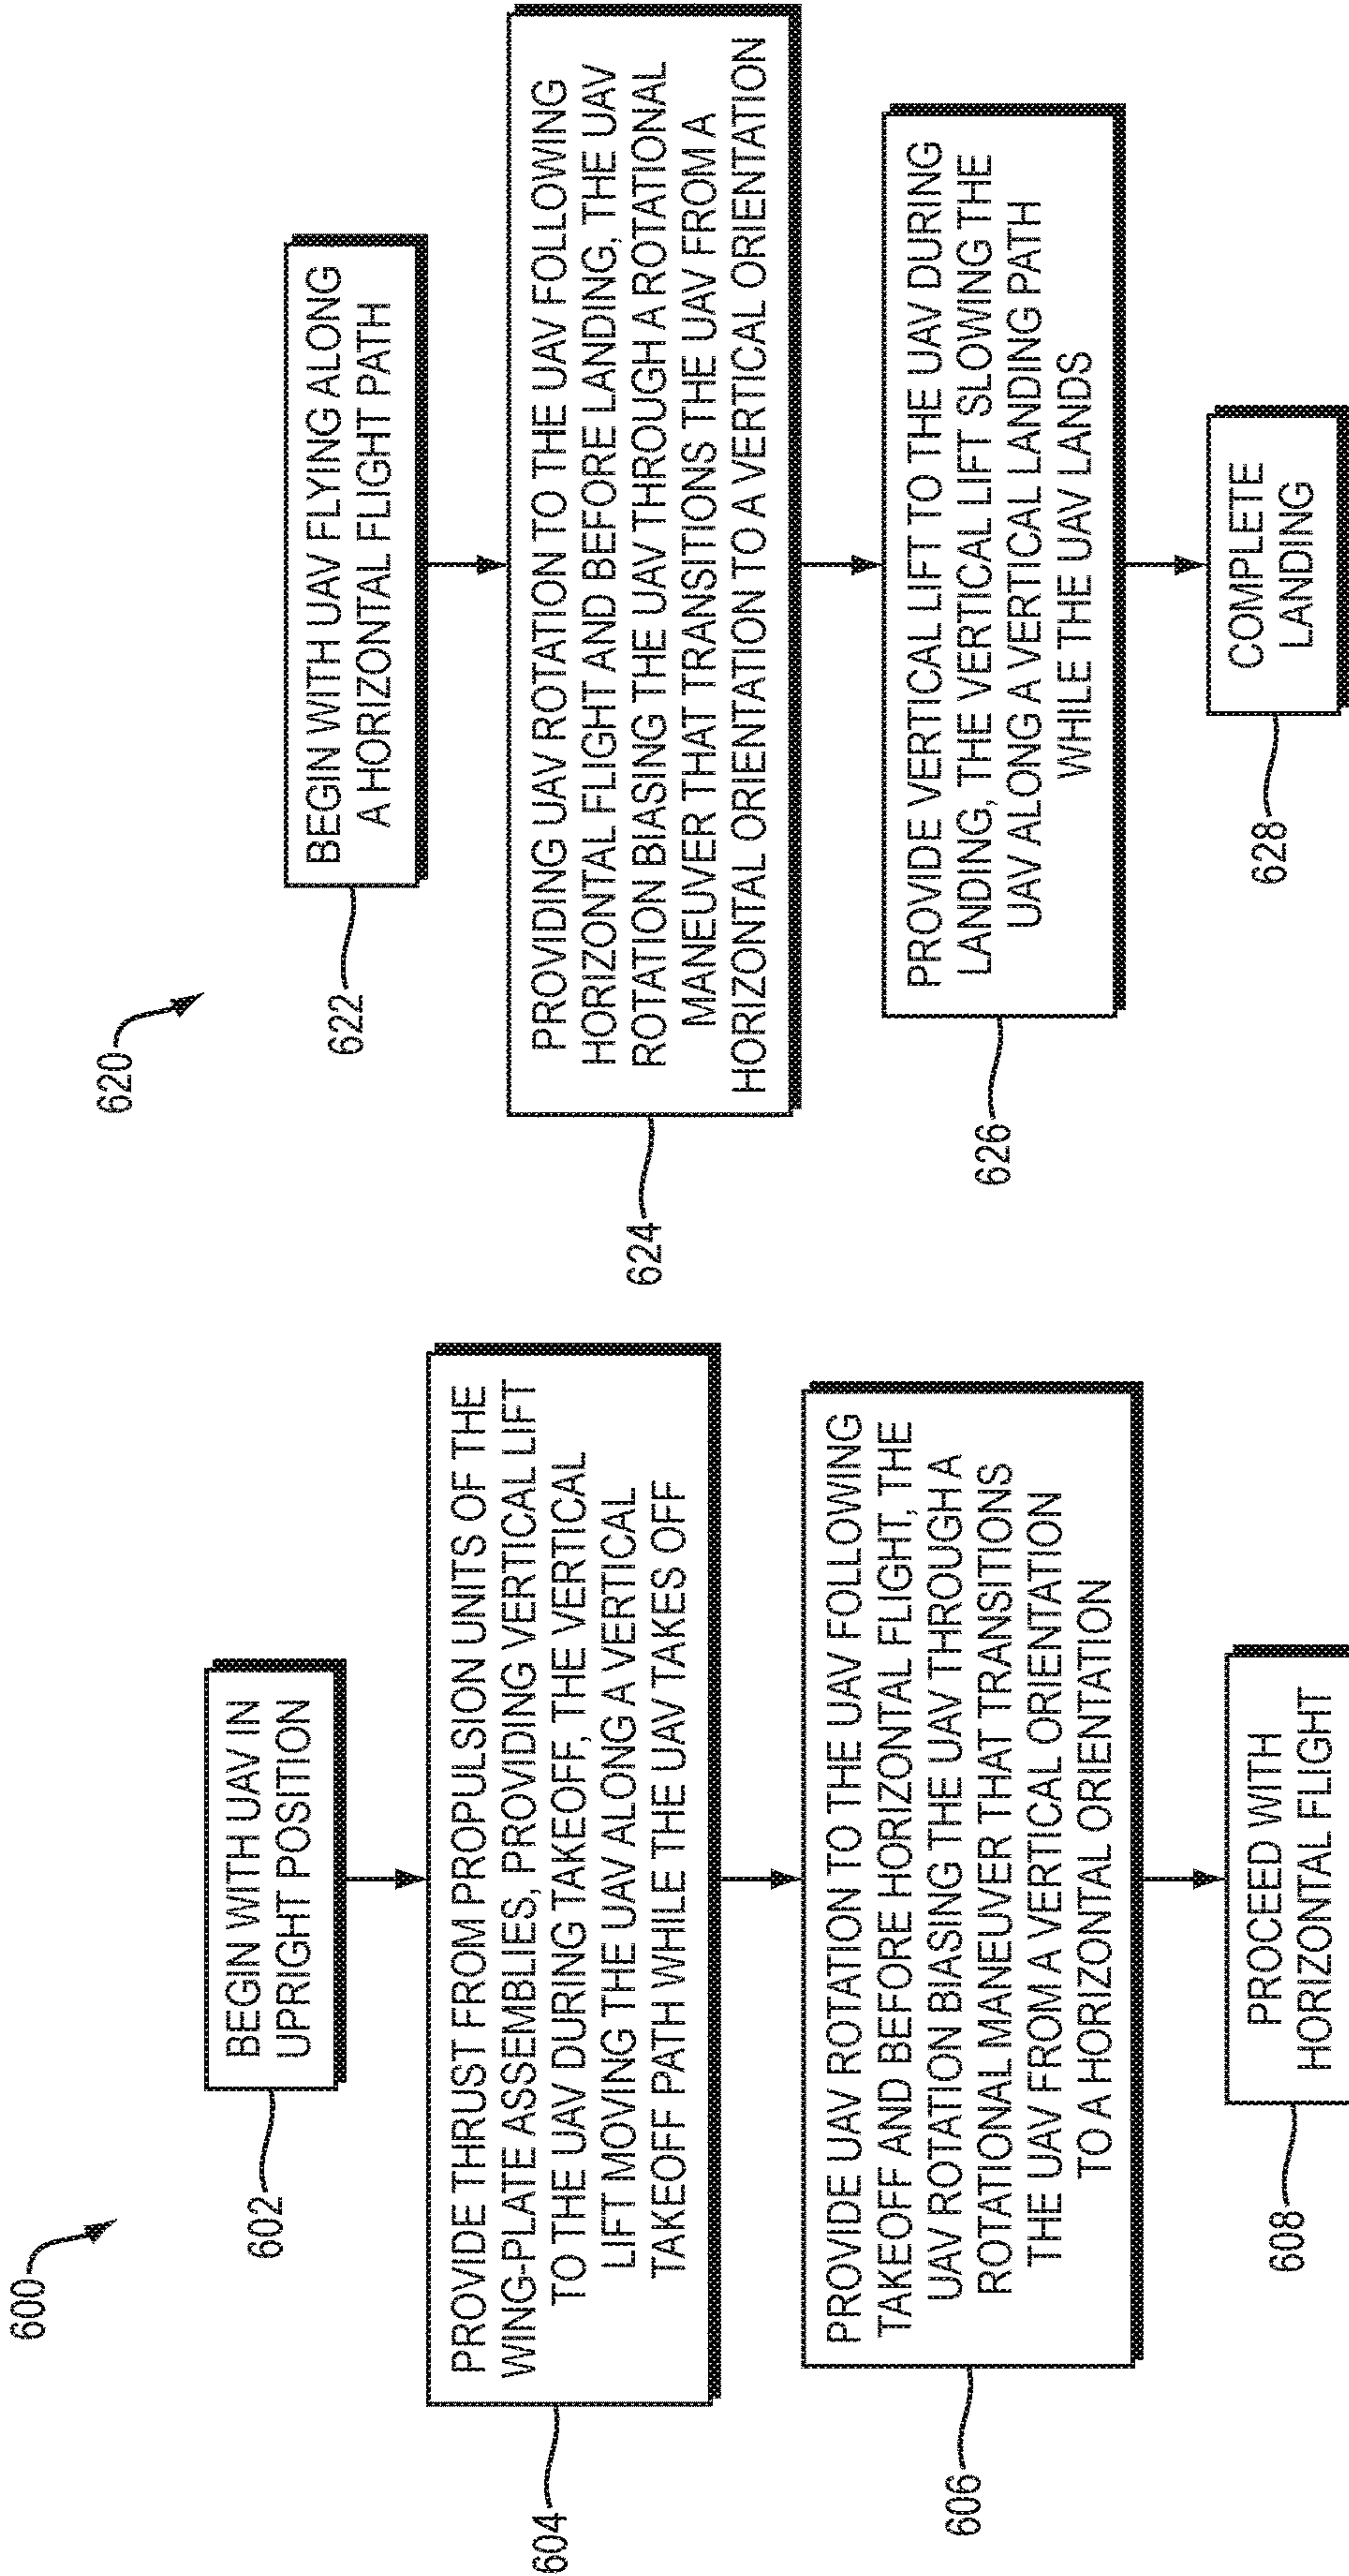 600
602
BEGIN WITH UAV IN
UPRIGHT POSITION
604
PROVIDE THRUST FROM PROPULSION UNITS OF THE
WING-PLATE ASSEMBLIES, PROVIDING VERTICAL LIFT
TO THE UAV DURING TAKEOFF, THE VERTICAL
LIFT MOVING THE UAV ALONG A VERTICAL
TAKEOFF PATH WHILE THE UAV TAKES OFF
606
PROVIDE UAV ROTATION TO THE UAV FOLLOWING
TAKEOFF AND BEFORE HORIZONTAL FLIGHT, THE
UAV ROTATION BIASING THE UAV THROUGH A
ROTATIONAL MANEUVER THAT TRANSITIONS
THE UAV FROM A VERTICAL ORIENTATION
TO A HORIZONTAL ORIENTATION
608
PROCEED WITH
HORIZONTAL FLIGHT
620
622
BEGIN WITH UAV FLYING ALONG
A HORIZONTAL FLIGHT PATH
624
PROVIDING UAV ROTATION TO THE UAV FOLLOWING
HORIZONTAL FLIGHT AND BEFORE LANDING, THE UAV
ROTATION BIASING THE UAV THROUGH A ROTATIONAL
MANEUVER THAT TRANSITIONS THE UAV FROM A
HORIZONTAL ORIENTATION TO A VERTICAL ORIENTATION
626
PROVIDE VERTICAL LIFT TO THE UAV DURING
LANDING, THE VERTICAL LIFT SLOWING THE
UAV ALONG A VERTICAL LANDING PATH
WHILE THE UAV LANDS
628
COMPLETE
LANDING